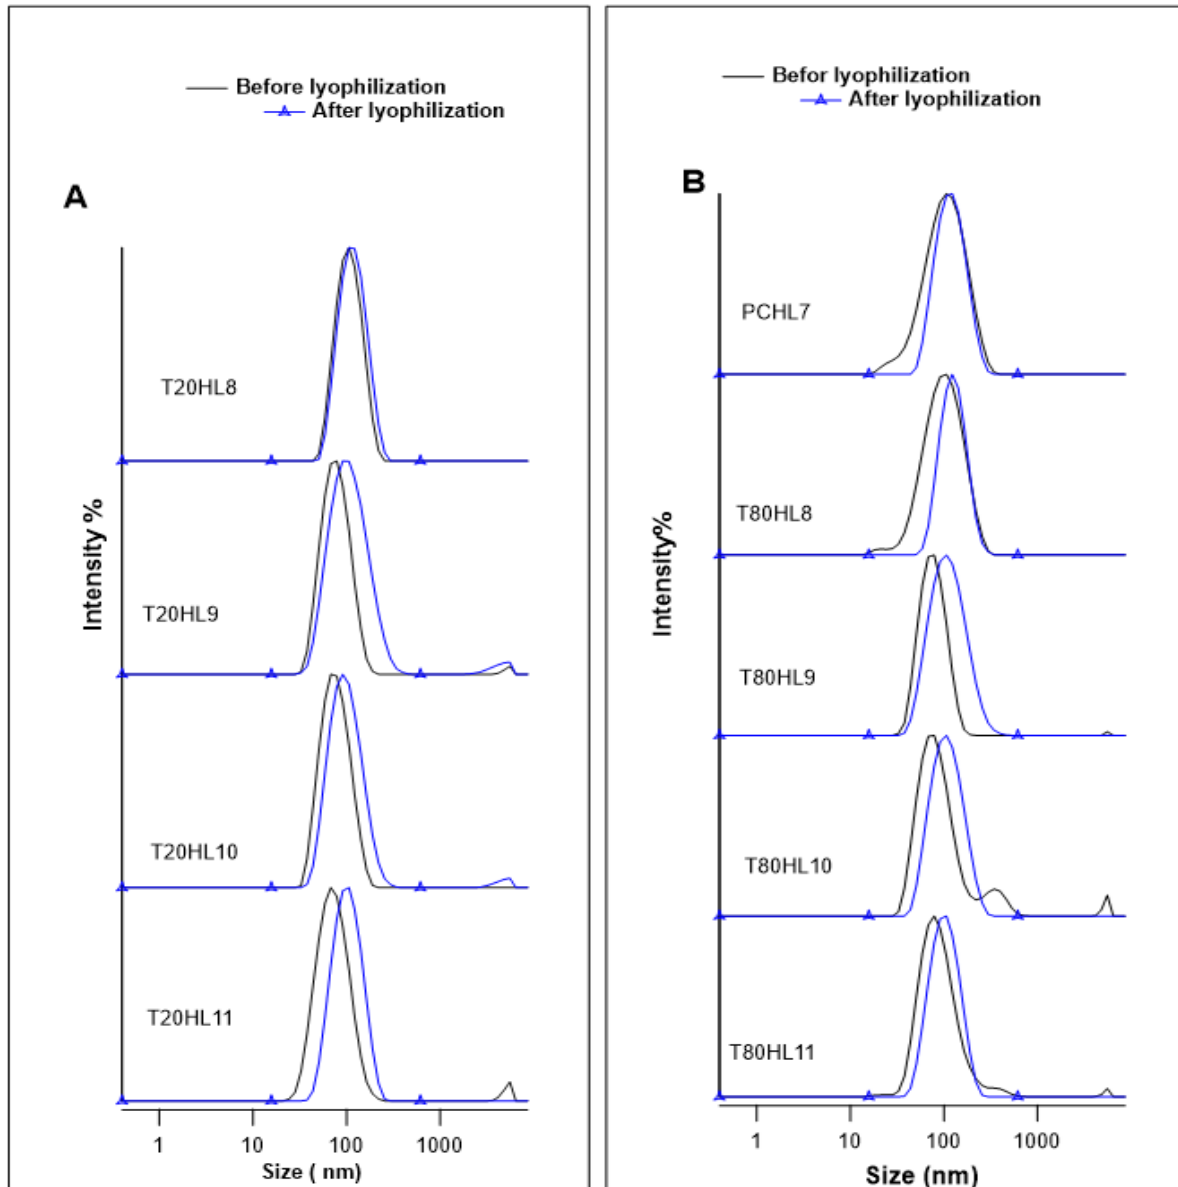 Before lyophilization
After lyophilization
A
Intensity %
T20HL8
T20HL9
T20HL10
T20HL11
1 10 100 1000
Size ( nm)
Befor lyophilization
After lyophilization
B
Intensity%
PCHL7
T80HL8
T80HL9
T80HL10
T80HL11
1 10 100 1000
Size (nm)